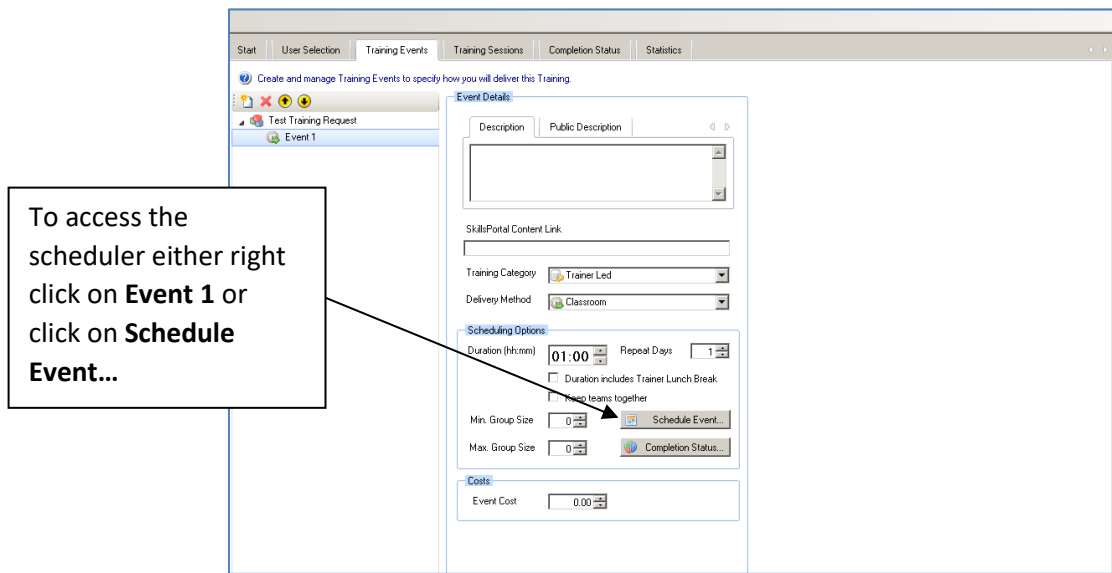 Start User Selection Training Events Training Sessions Completion Status Statistics
Create and manage Training Events to specify how you will deliver this Training.
Test Training Request
Event 1
Event Details
Description Public Description
SkillsPortal Content Link
Training Category Trainer Led
Delivery Method Classroom
Scheduling Options
Duration (hh:mm) 01:00 Repeat Days 1
Duration includes Trainer Lunch Break
Keep teams together
Min. Group Size 0 Schedule Event...
Max. Group Size 0 Completion Status...
Costs
Event Cost 0.00
To access the
scheduler either right
click on Event 1 or
click on Schedule
Event…